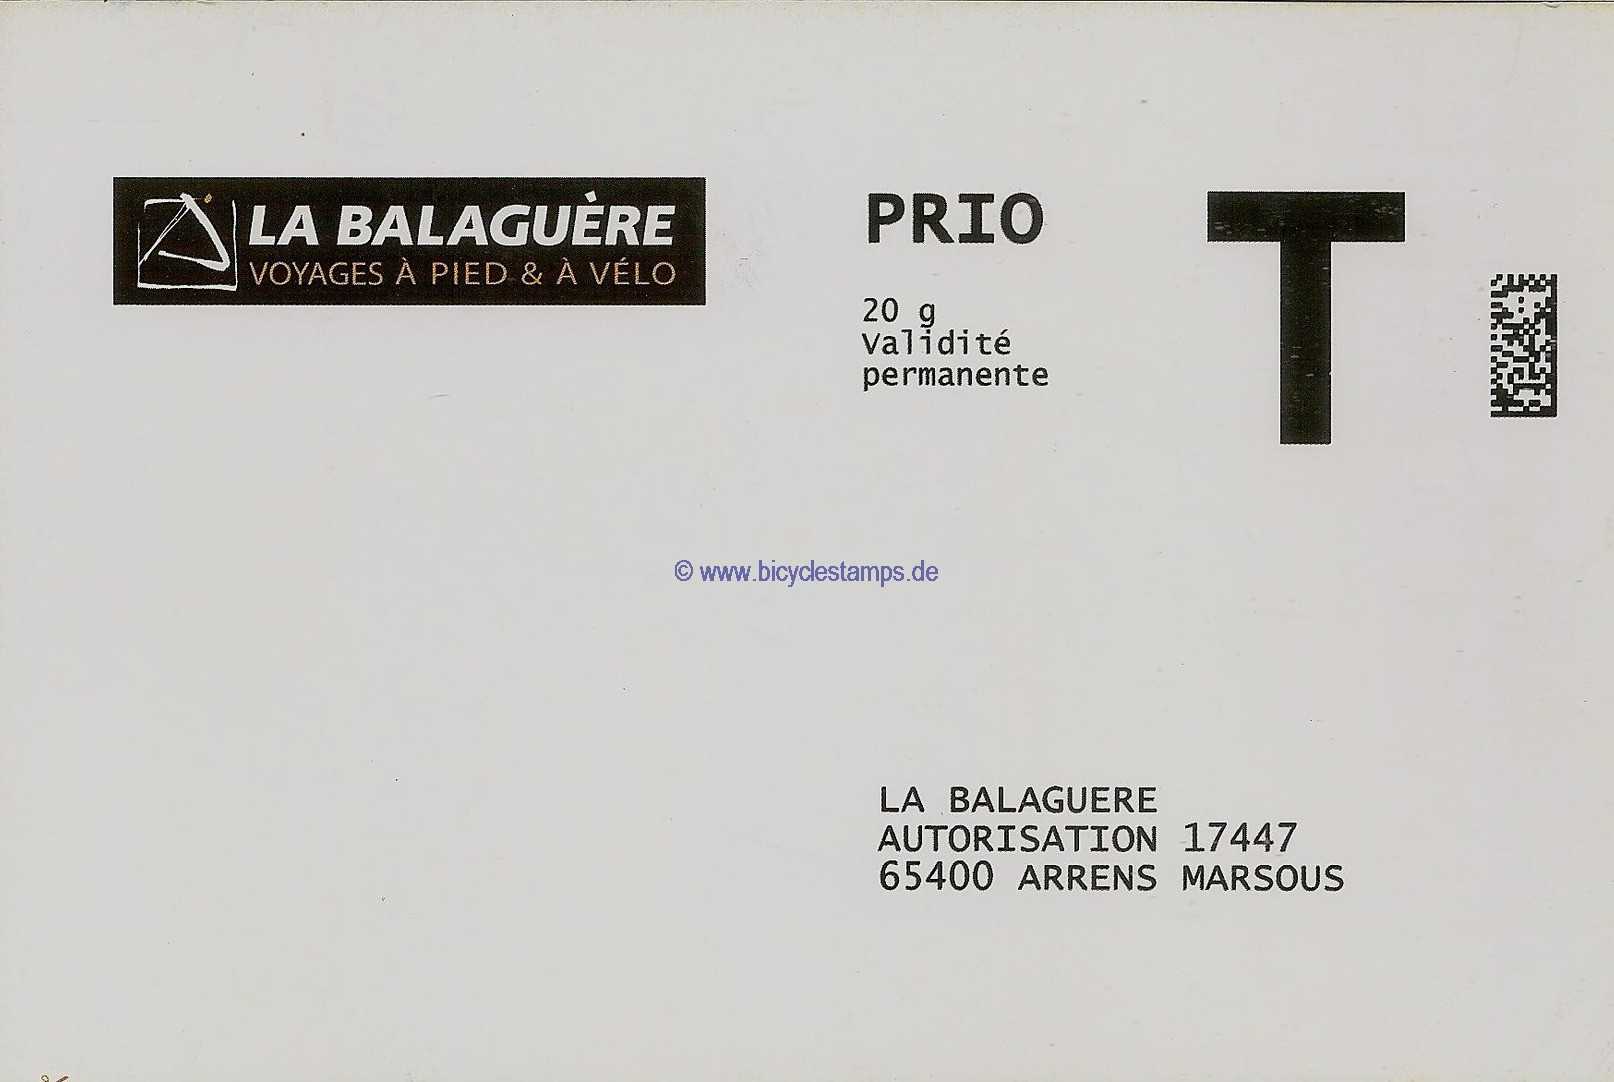 LA BALAGUÈRE
VOYAGES À PIED & À VÉLO
PRIO
T
20 g
Validité
permanente
© www.bicyclestamps.de
LA BALAGUERE
AUTORISATION 17447
65400 ARRENS MARSOUS